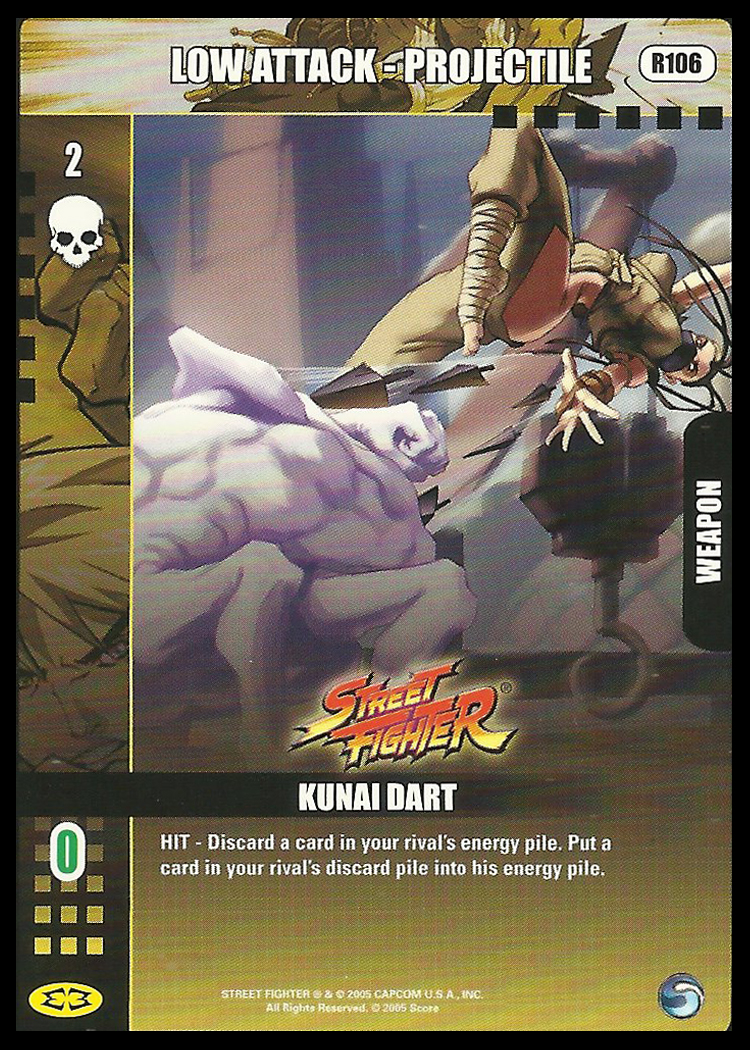 LOW ATTACK - PROJECTILE
R106
2
WEAPON
STREET
FIGHTER®
KUNAI DART
0
HIT - Discard a card in your rival's energy pile. Put a
card in your rival's discard pile into his energy pile.
STREET FIGHTER ® & © 2005 CAPCOM U.S.A., INC.
All Rights Reserved. © 2005 Score